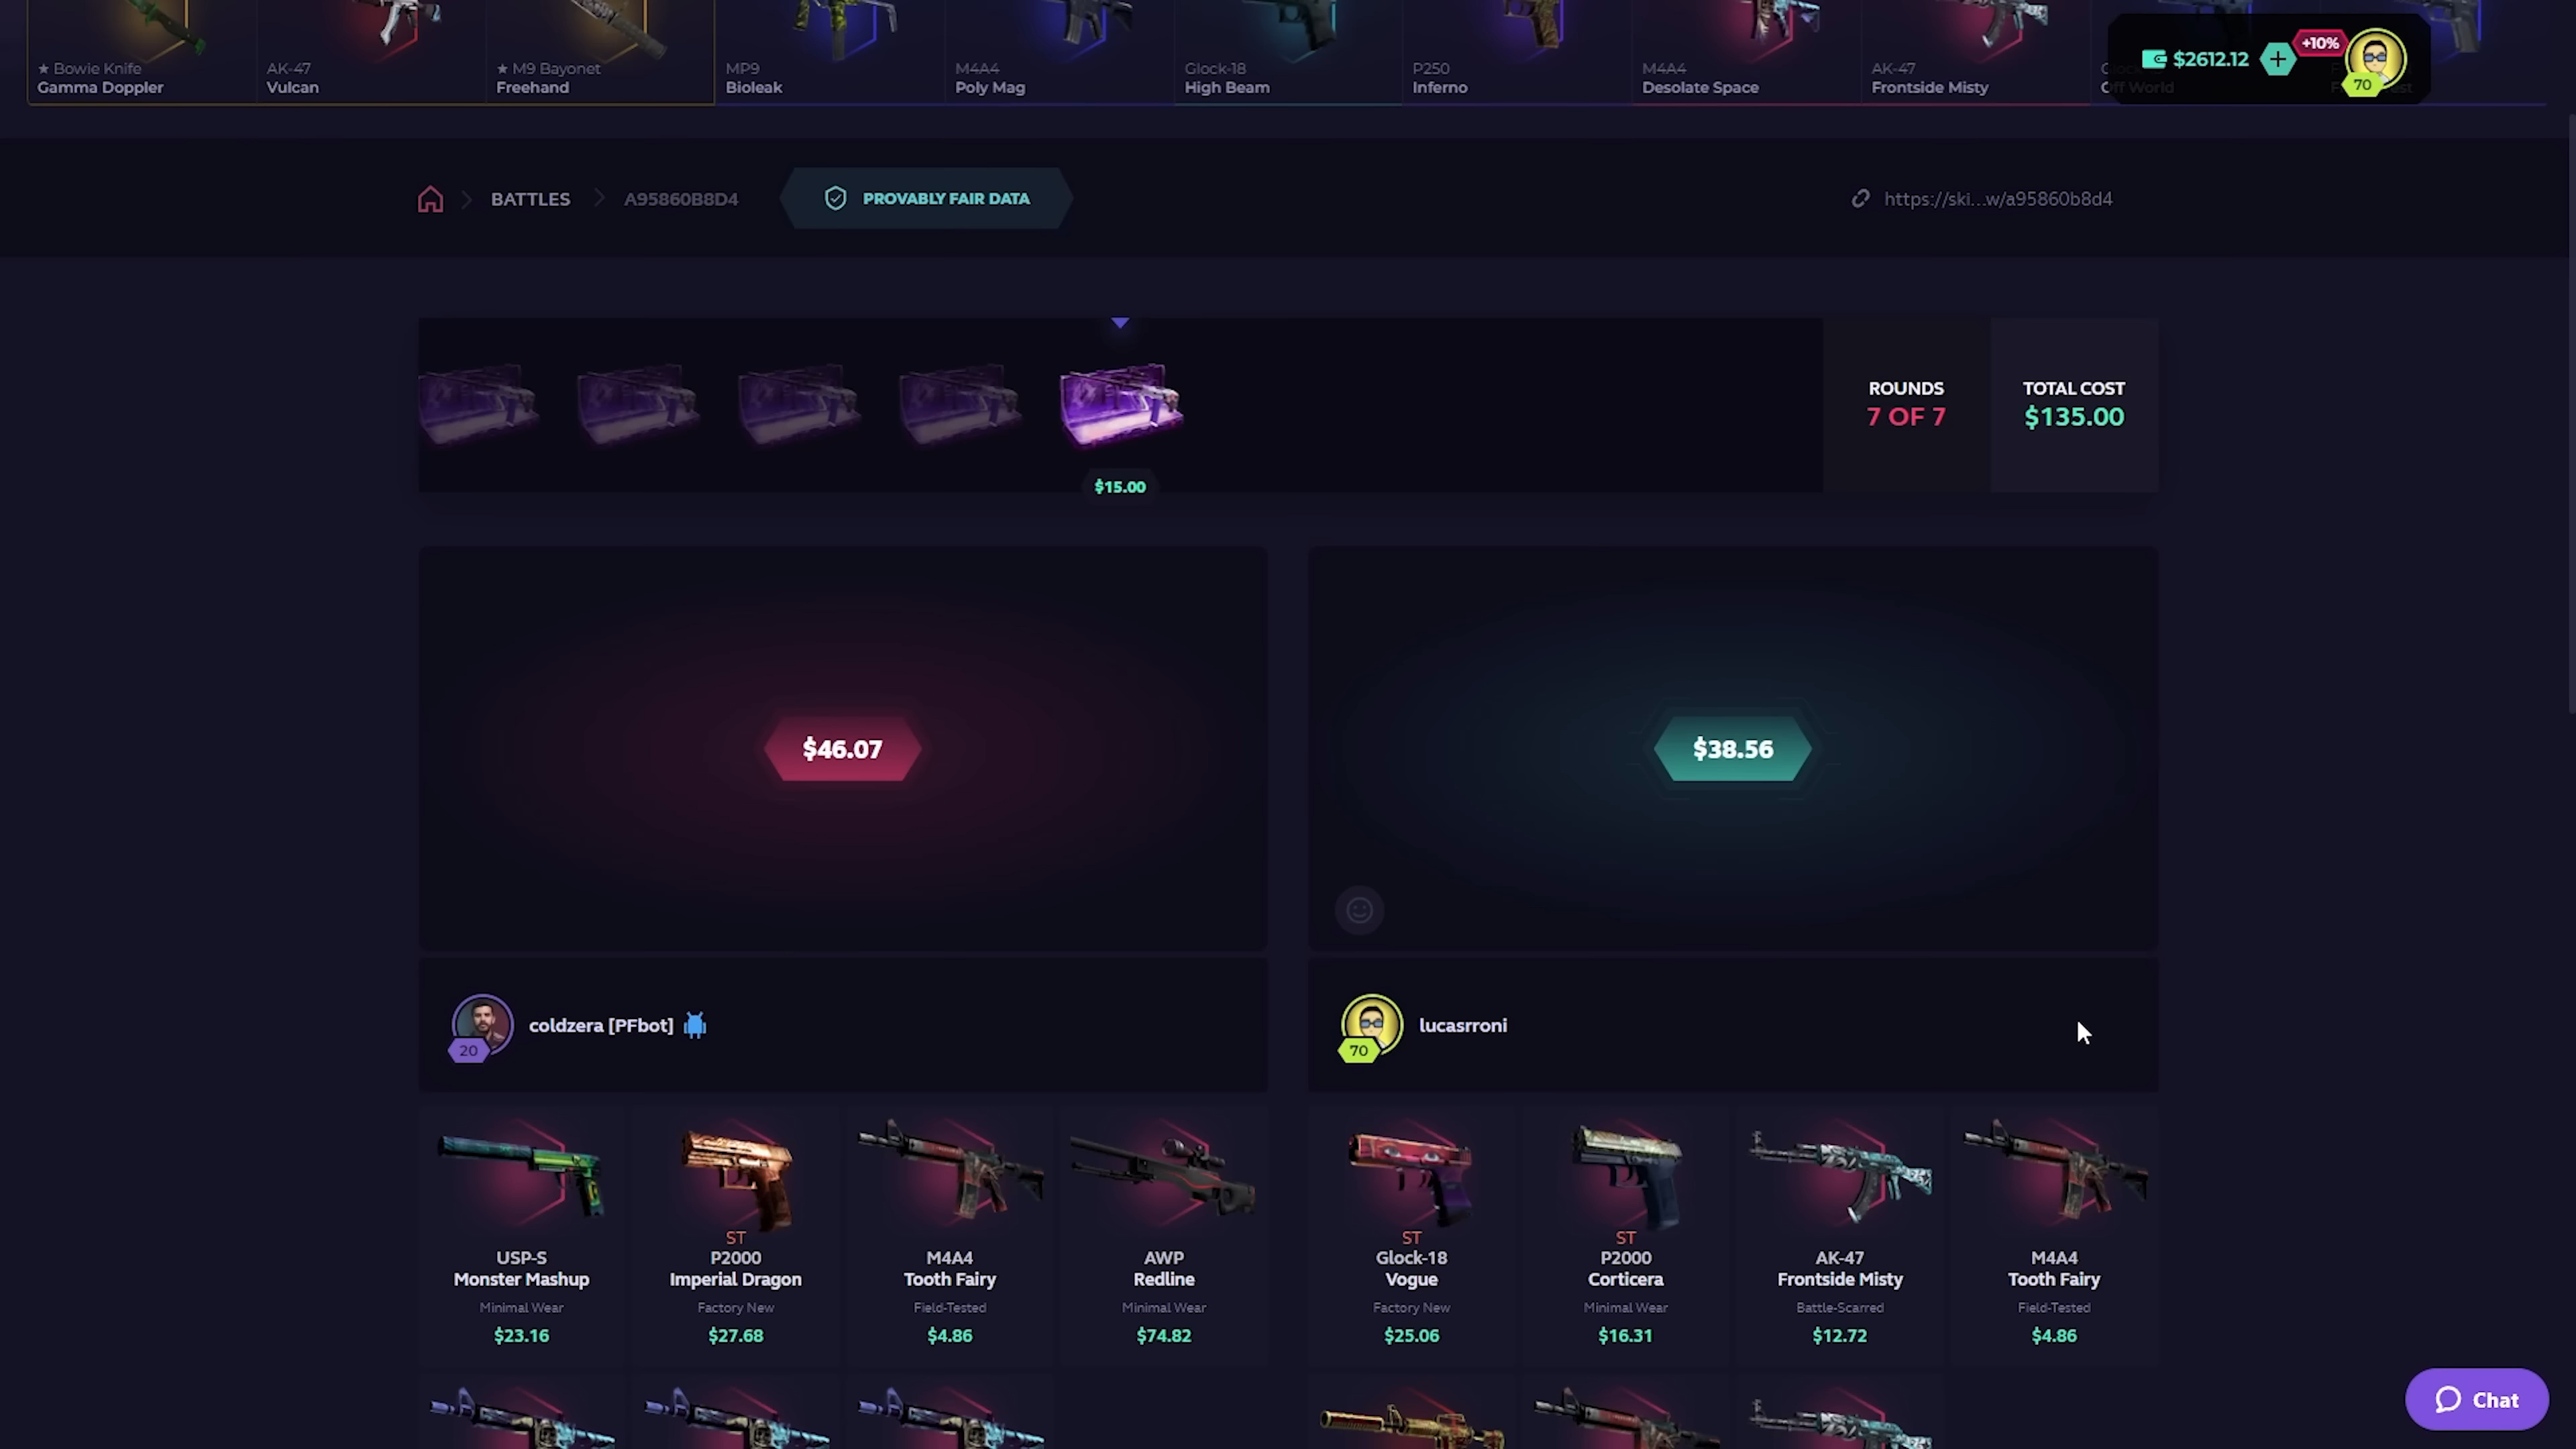 ★ Bowie Knife
Gamma Doppler
AK-47
Vulcan
★ M9 Bayonet
Freehand
MP9
Bioleak
M4A4
Poly Mag
Glock-18
High Beam
P250
Inferno
M4A4
Desolate Space
AK-47
Frontside Misty
Off World
$2612.12
+10%
70
BATTLES
A95860B8D4
PROVABLY FAIR DATA
https://ski...w/a95860b8d4
ROUNDS
7 OF 7
TOTAL COST
$135.00
$15.00
$46.07
$38.56
20
coldzera [PFbot]
70
lucasrroni
USP-S
Monster Mashup
Minimal Wear
$23.16
ST
P2000
Imperial Dragon
Factory New
$27.68
M4A4
Tooth Fairy
Field-Tested
$4.86
AWP
Redline
Minimal Wear
$74.82
ST
Glock-18
Vogue
Factory New
$25.06
ST
P2000
Corticera
Minimal Wear
$16.31
AK-47
Frontside Misty
Battle-Scarred
$12.72
M4A4
Tooth Fairy
Field-Tested
$4.86
Chat